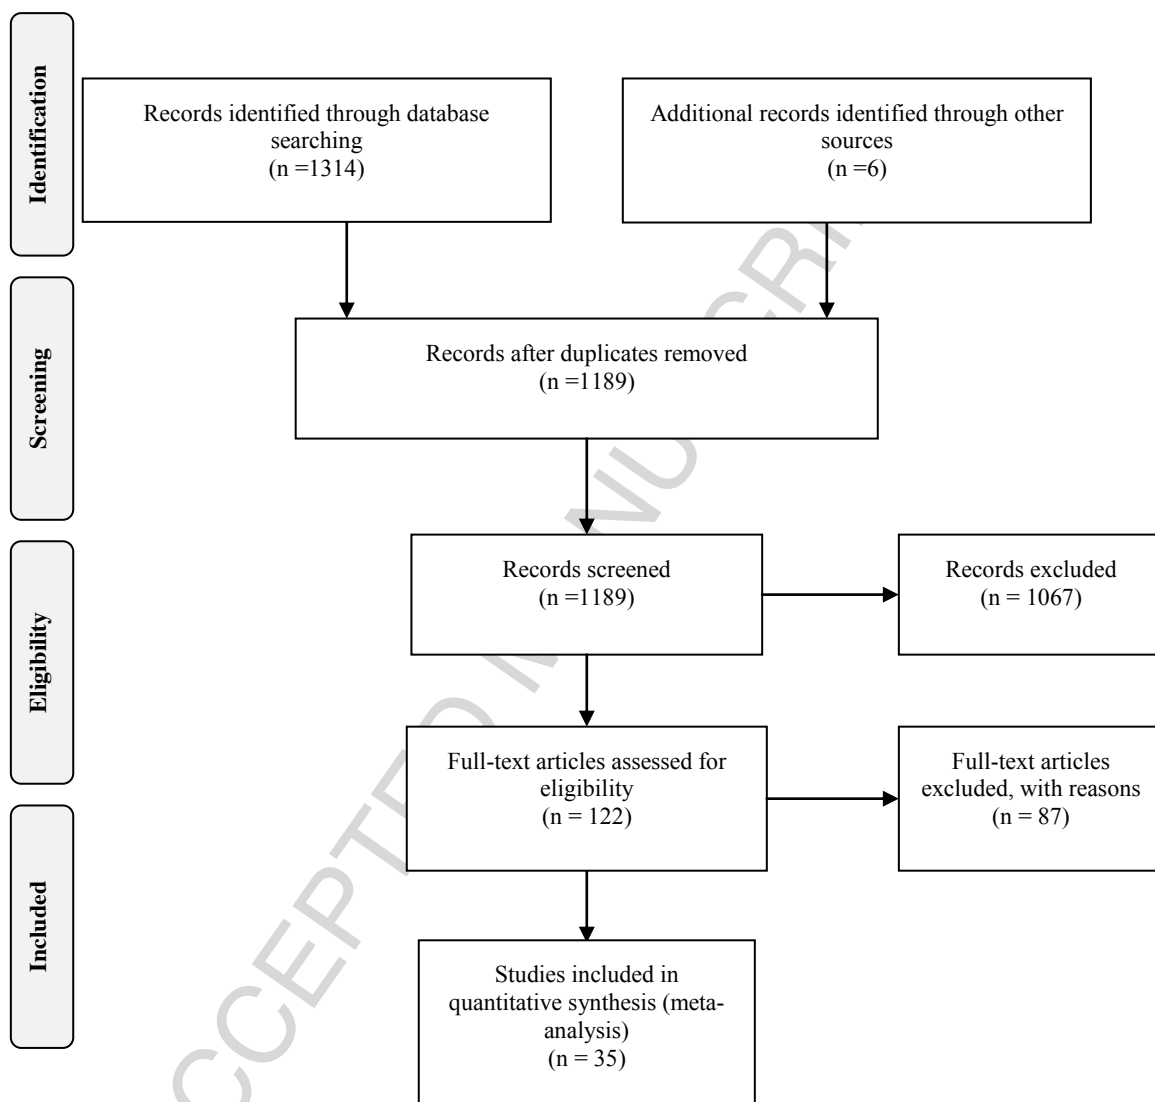 Identification
Records identified through database
searching
(n =1314)
Additional records identified through other
sources
(n =6)
Screening
Records after duplicates removed
(n =1189)
Eligibility
Records screened
(n =1189)
Records excluded
(n = 1067)
Full-text articles assessed for
eligibility
(n = 122)
Full-text articles
excluded, with reasons
(n = 87)
Included
Studies included in
quantitative synthesis (meta-
analysis)
(n = 35)